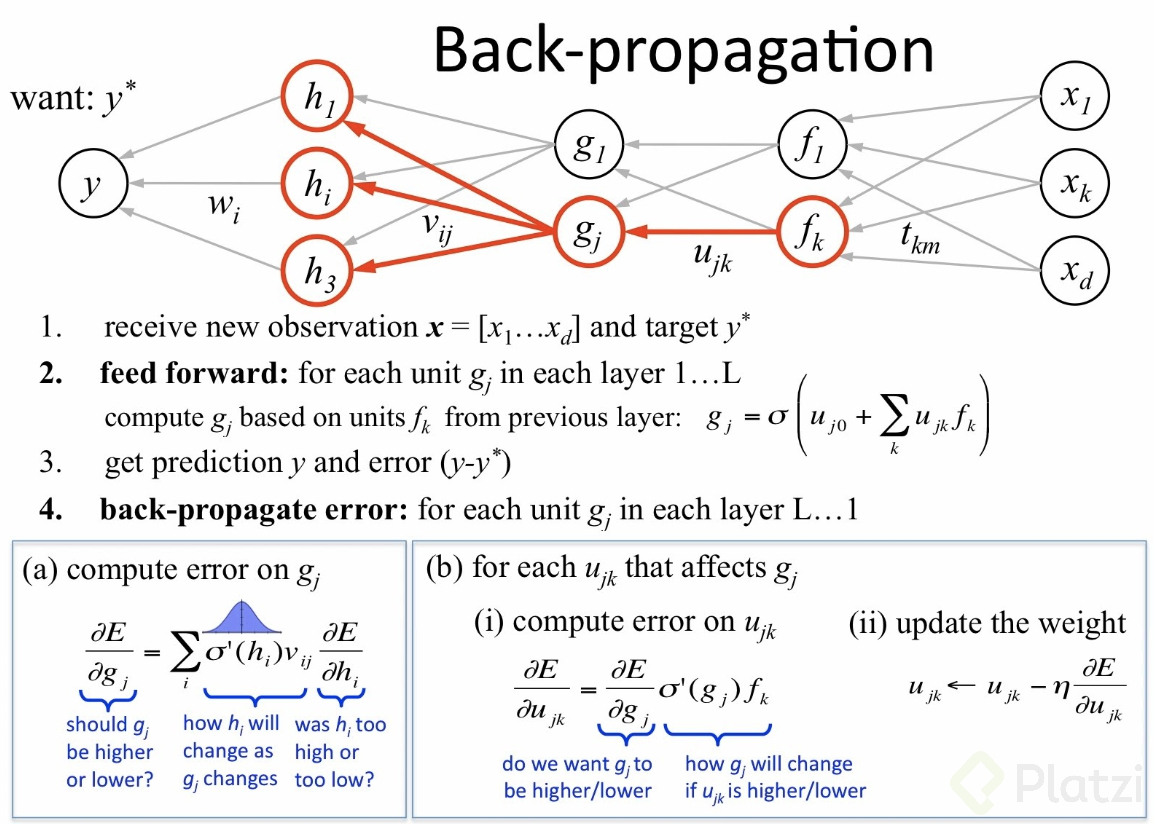 Back-propagation
want: y*
h₁
x₁
g₁
f₁
y
hᵢ
xₖ
wᵢ
vᵢⱼ
gⱼ
fₖ
tₖₘ
uⱼₖ
h₃
x_d
1. receive new observation x = [x₁…x_d] and target y*
2. feed forward: for each unit gⱼ in each layer 1…L
compute gⱼ based on units fₖ from previous layer: gⱼ = σ(uⱼ₀ + ∑ₖ uⱼₖfₖ)
3. get prediction y and error (y-y*)
4. back-propagate error: for each unit gⱼ in each layer L…1
(a) compute error on gⱼ
∂E/∂gⱼ = ∑ᵢ σ'(hᵢ)vᵢⱼ ∂E/∂hᵢ
should gⱼ
be higher
or lower?
how hᵢ will
change as
gⱼ changes
was hᵢ too
high or
too low?
(b) for each uⱼₖ that affects gⱼ
(i) compute error on uⱼₖ
∂E/∂uⱼₖ = ∂E/∂gⱼ σ'(gⱼ)fₖ
do we want gⱼ to
be higher/lower
how gⱼ will change
if uⱼₖ is higher/lower
(ii) update the weight
uⱼₖ ← uⱼₖ − η ∂E/∂uⱼₖ
Platzi